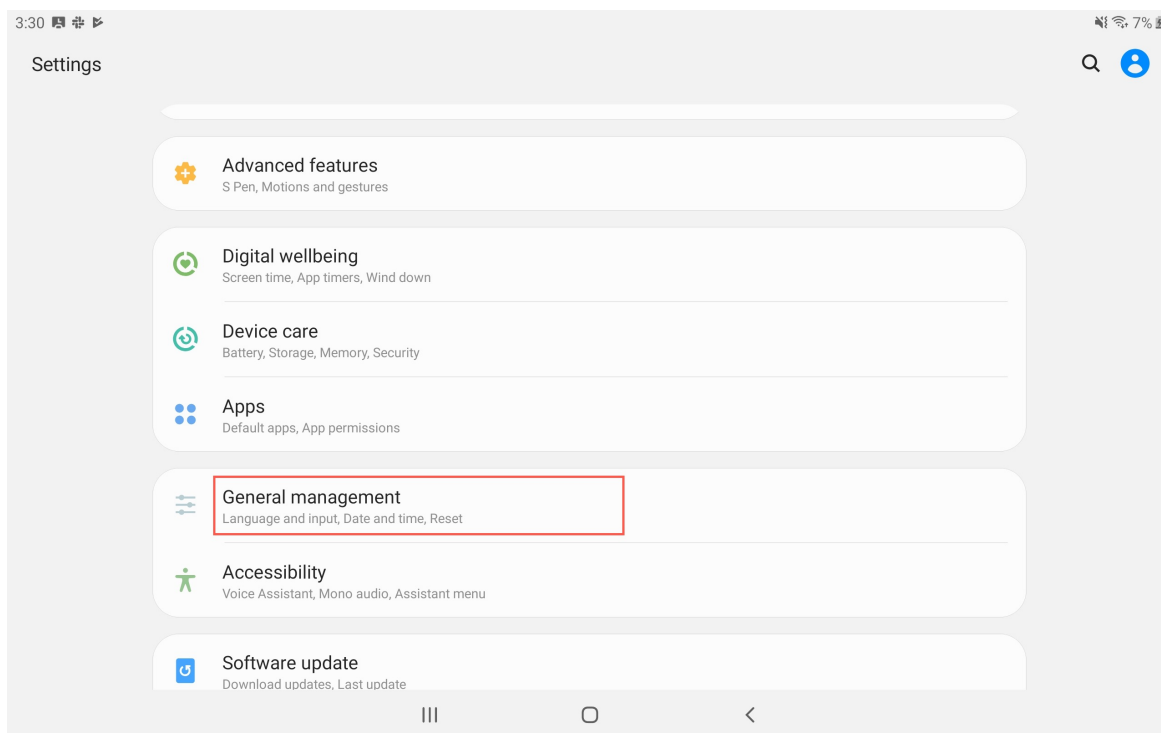 3:30 7%
Settings
Advanced features
S Pen, Motions and gestures
Digital wellbeing
Screen time, App timers, Wind down
Device care
Battery, Storage, Memory, Security
Apps
Default apps, App permissions
General management
Language and input, Date and time, Reset
Accessibility
Voice Assistant, Mono audio, Assistant menu
Software update
Download updates, Last update